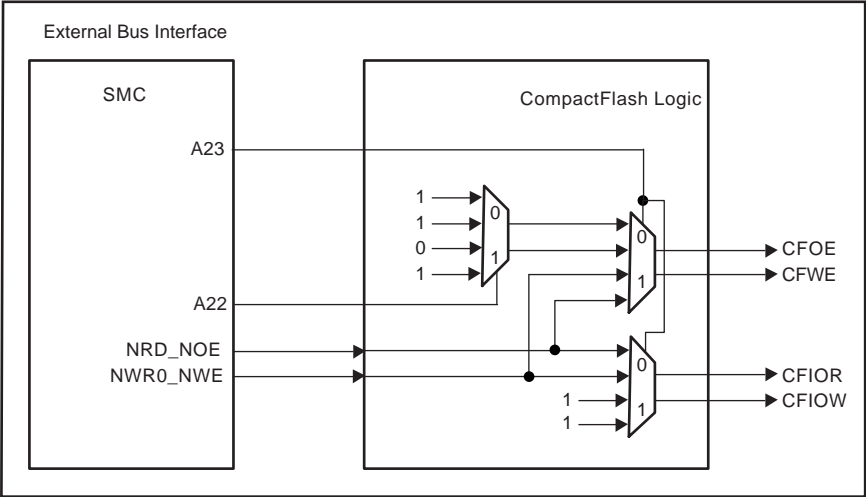 External Bus Interface
SMC
CompactFlash Logic
A23
1
0
1
0
1
1
0
CFOE
1
CFWE
A22
NRD_NOE
NWR0_NWE
0
CFIOR
1
1
CFIOW
1